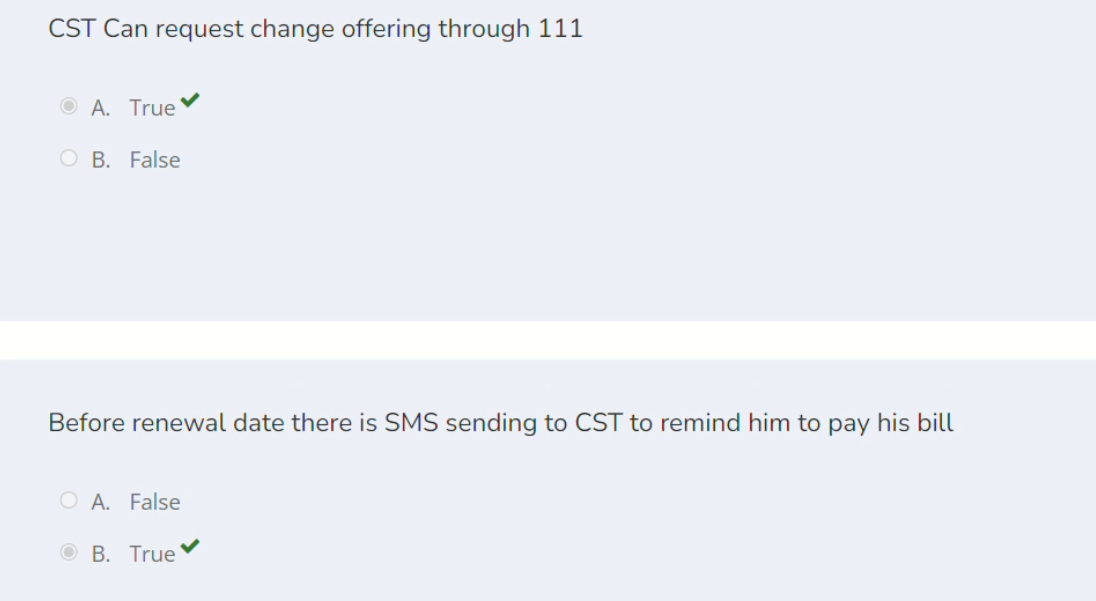 CST Can request change offering through 111
A. True
B. False
Before renewal date there is SMS sending to CST to remind him to pay his bill
A. False
B. True